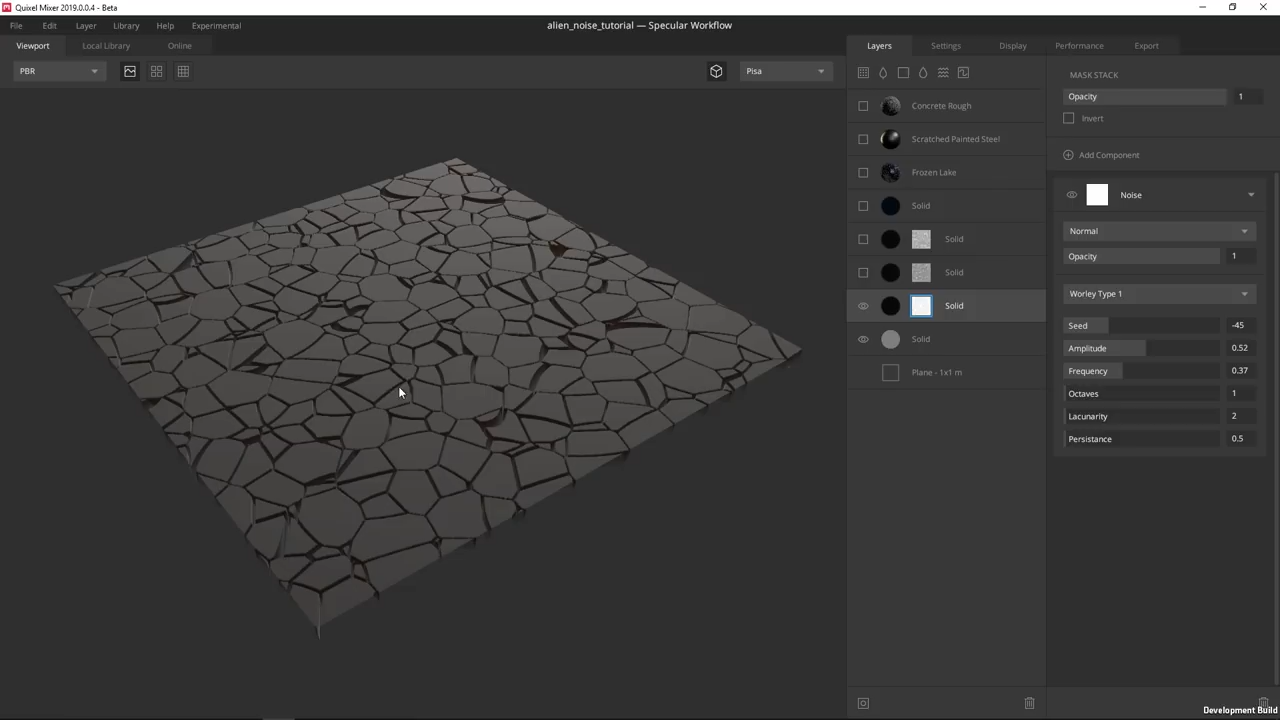 Quixel Mixer 2019.0.0.4 - Beta
File Edit Layer Library Help Experimental
alien_noise_tutorial — Specular Workflow
Viewport Local Library Online
Layers Settings Display Performance Export
PBR
Pisa
MASK STACK
Opacity 1
Invert
Add Component
Noise
Normal
Opacity 1
Worley Type 1
Seed -45
Amplitude 0.52
Frequency 0.37
Octaves 1
Lacunarity 2
Persistance 0.5
Concrete Rough
Scratched Painted Steel
Frozen Lake
Solid
Solid
Solid
Solid
Solid
Plane - 1x1 m
Development Build